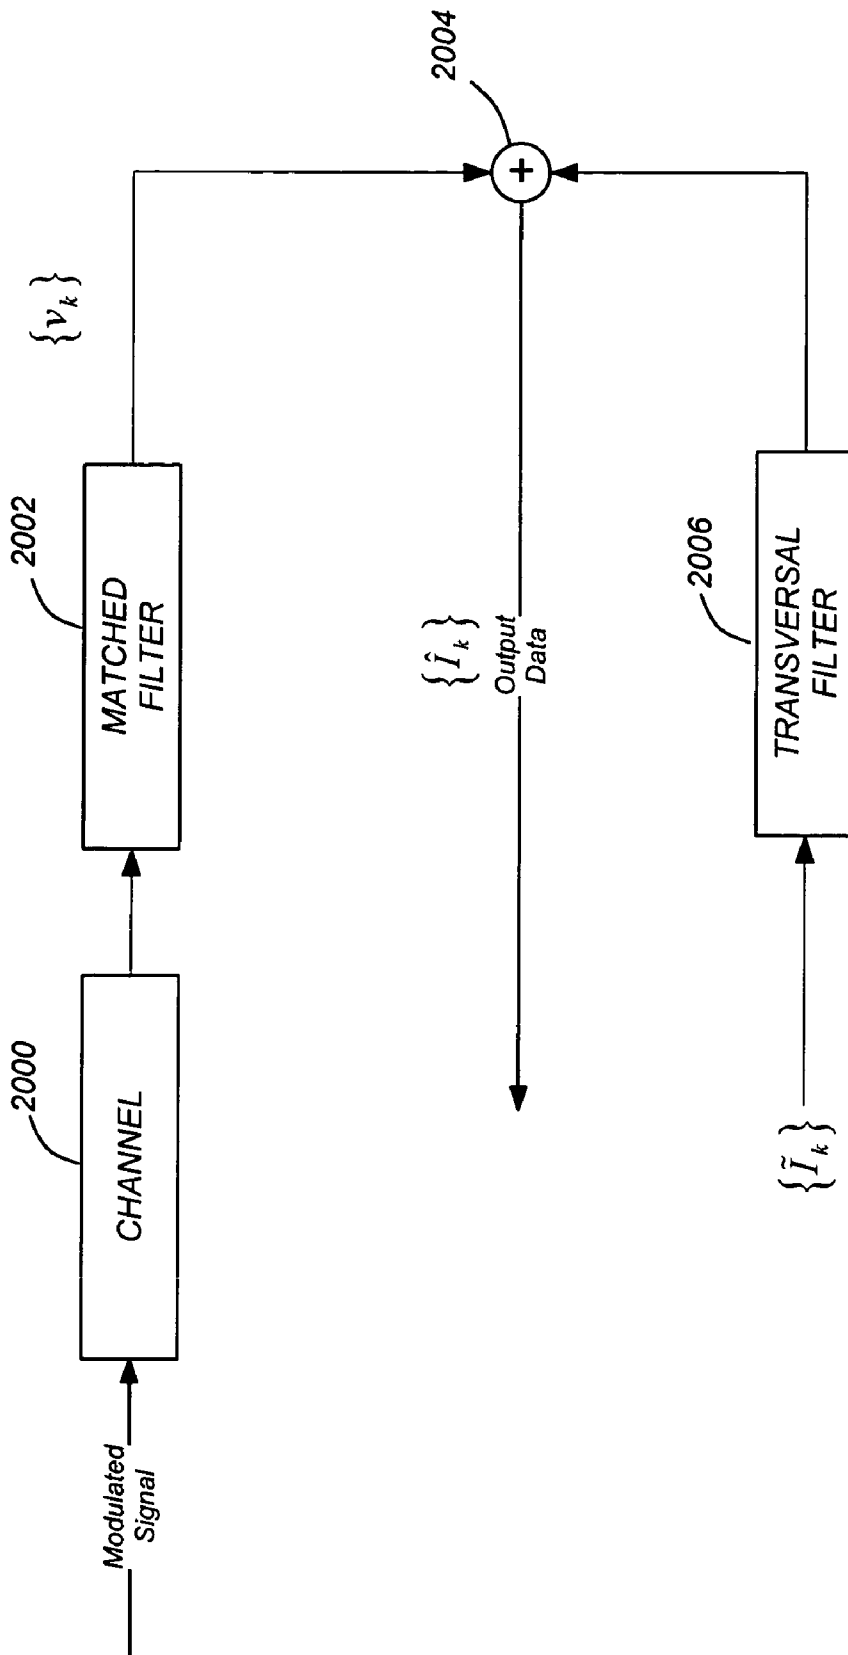 Modulated
Signal
2000
CHANNEL
2002
MATCHED
FILTER
{v_k}
2004
+
{Î_k}
Output
Data
{Ĩ_k}
2006
TRANSVERSAL
FILTER